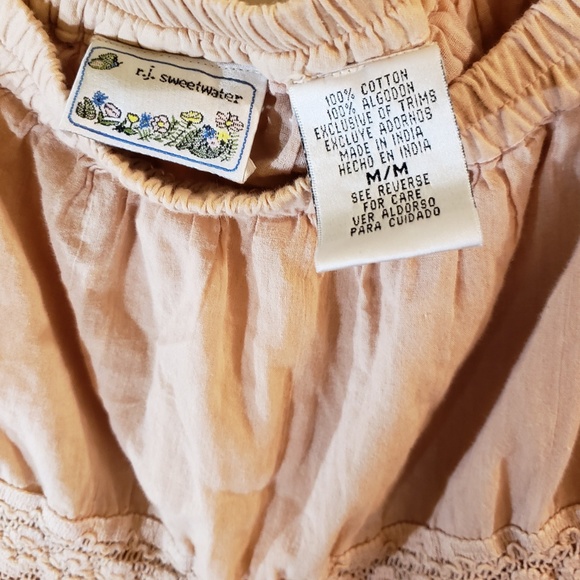 r.j. sweetwater
100% COTTON
100% ALGODON
EXCLUSIVE OF TRIMS
EXCLUYE ADORNOS
MADE IN INDIA
HECHO EN INDIA
M/M
SEE REVERSE
FOR CARE
VER ALDORSO
PARA CUIDADO